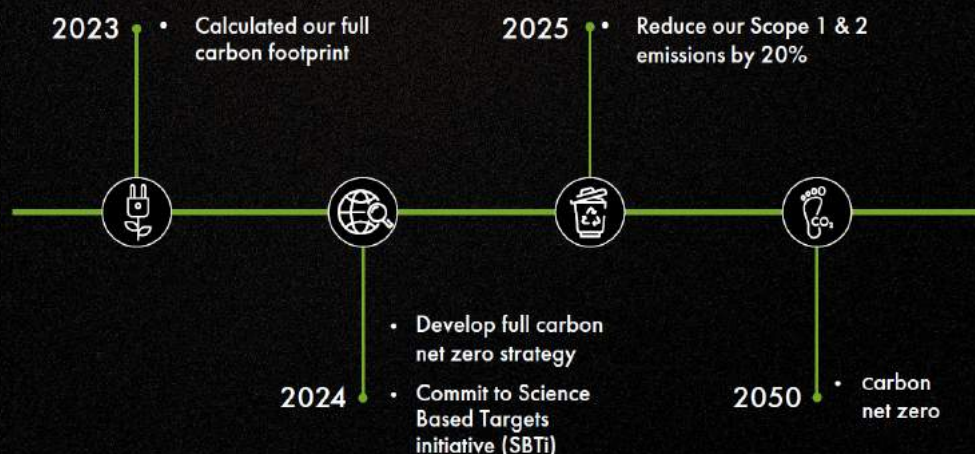 2023
• Calculated our full
carbon footprint
2025
• Reduce our Scope 1 & 2
emissions by 20%
CO₂
• Develop full carbon
net zero strategy
2024
• Commit to Science
Based Targets
initiative (SBTi)
2050
• Carbon
net zero